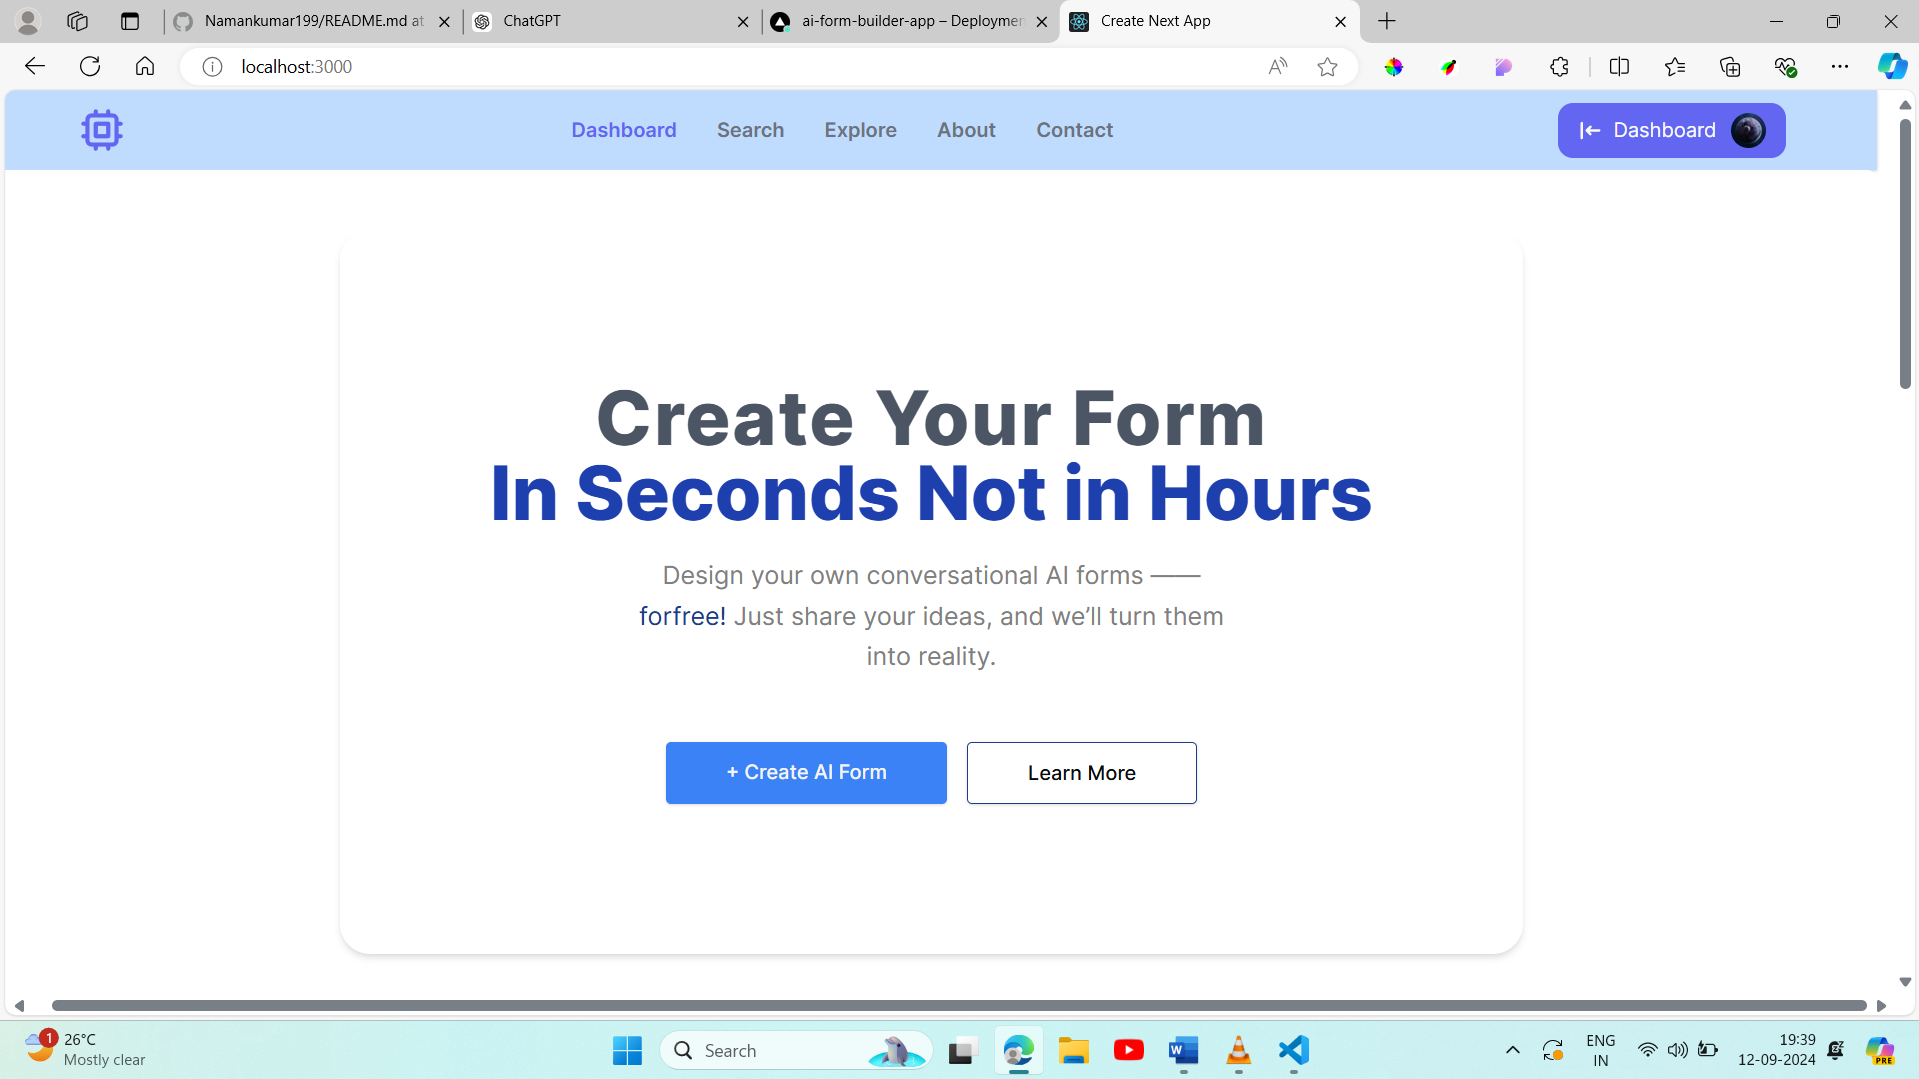 Namankumar199/README.md at
ChatGPT
ai-form-builder-app – Deploymen
Create Next App
localhost:3000
Dashboard
Search
Explore
About
Contact
Dashboard
Create Your Form
In Seconds Not in Hours
Design your own conversational AI forms ——
forfree! Just share your ideas, and we’ll turn them
into reality.
+ Create AI Form
Learn More
1
26°C
Mostly clear
Search
W
PRE
ENG
IN
19:39
12-09-2024